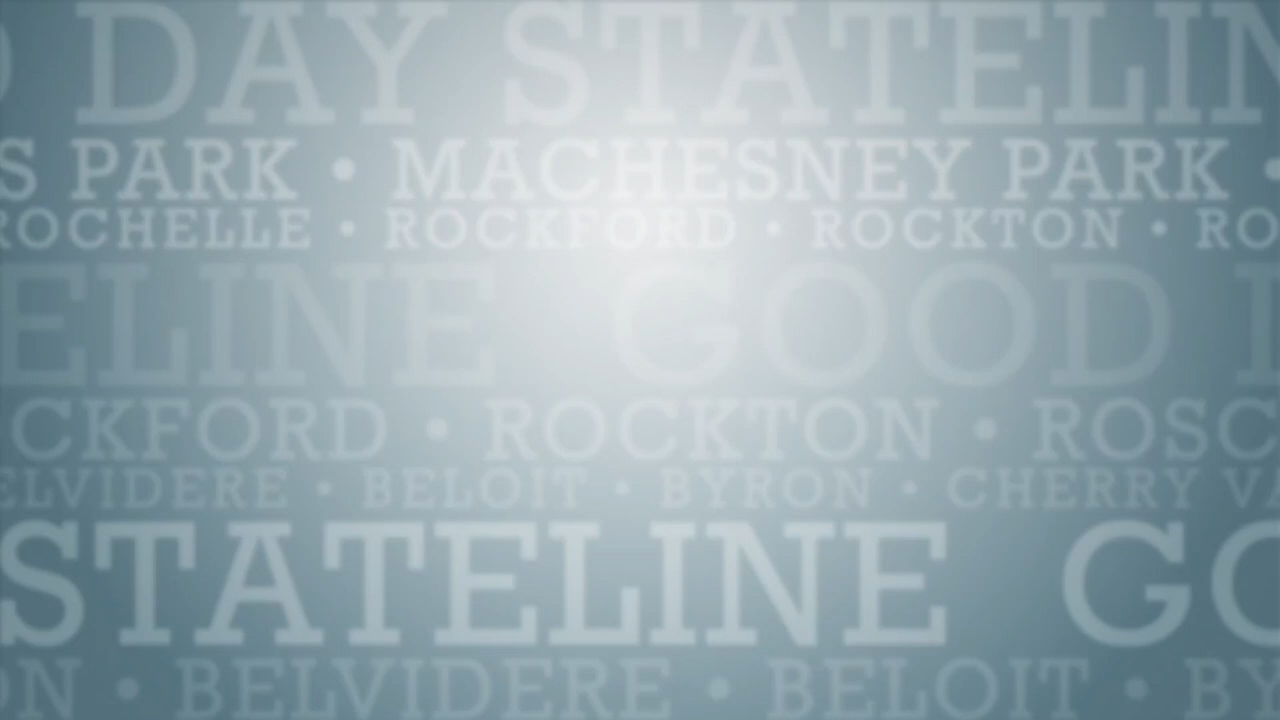 DAY STATELIN
S PARK • MACHESNEY PARK •
ROCHELLE • ROCKFORD • ROCKTON • RO
ELINE GOOD D
CKFORD • ROCKTON • ROSC
ELVIDERE • BELOIT • BYRON • CHERRY VA
STATELINE GO
ON • BELVIDERE • BELOIT • BY